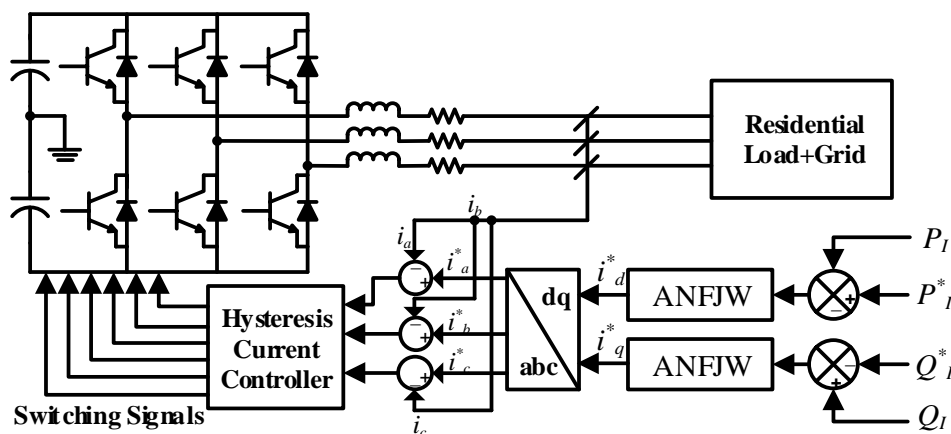 Residential
Load+Grid
i_b
i_a
i^*_a
i^*_b
i^*_c
i_c
dq
abc
i^*_d
i^*_q
ANFJW
ANFJW
P_I
P^*_I
Q^*_I
Q_I
+
−
−
+
−
+
−
+
−
+
Hysteresis
Current
Controller
Switching Signals